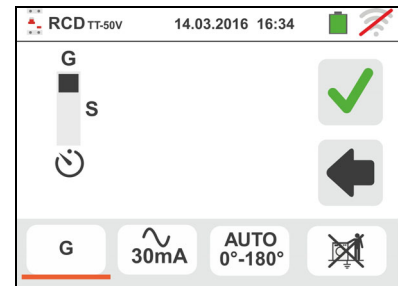 RCD TT-50V 14.03.2016 16:34
G
S
G 30mA AUTO
0°-180°